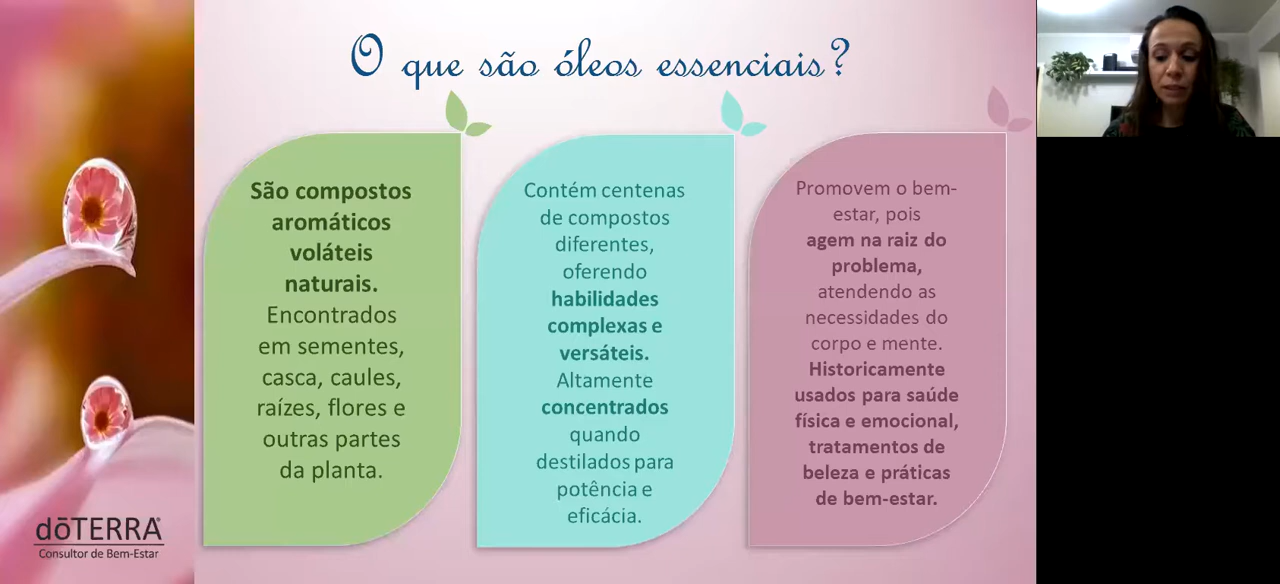 O que são óleos essenciais?
São compostos
aromáticos
voláteis
naturais.
Encontrados
em sementes,
casca, caules,
raízes, flores e
outras partes
da planta.
Contém centenas
de compostos
diferentes,
oferendo
habilidades
complexas e
versáteis.
Altamente
concentrados
quando
destilados para
potência e
eficácia.
Promovem o bem-
estar, pois
agem na raiz do
problema,
atendendo as
necessidades do
corpo e mente.
Historicamente
usados para saúde
física e emocional,
tratamentos de
beleza e práticas
de bem-estar.
dōTERRA®
Consultor de Bem-Estar